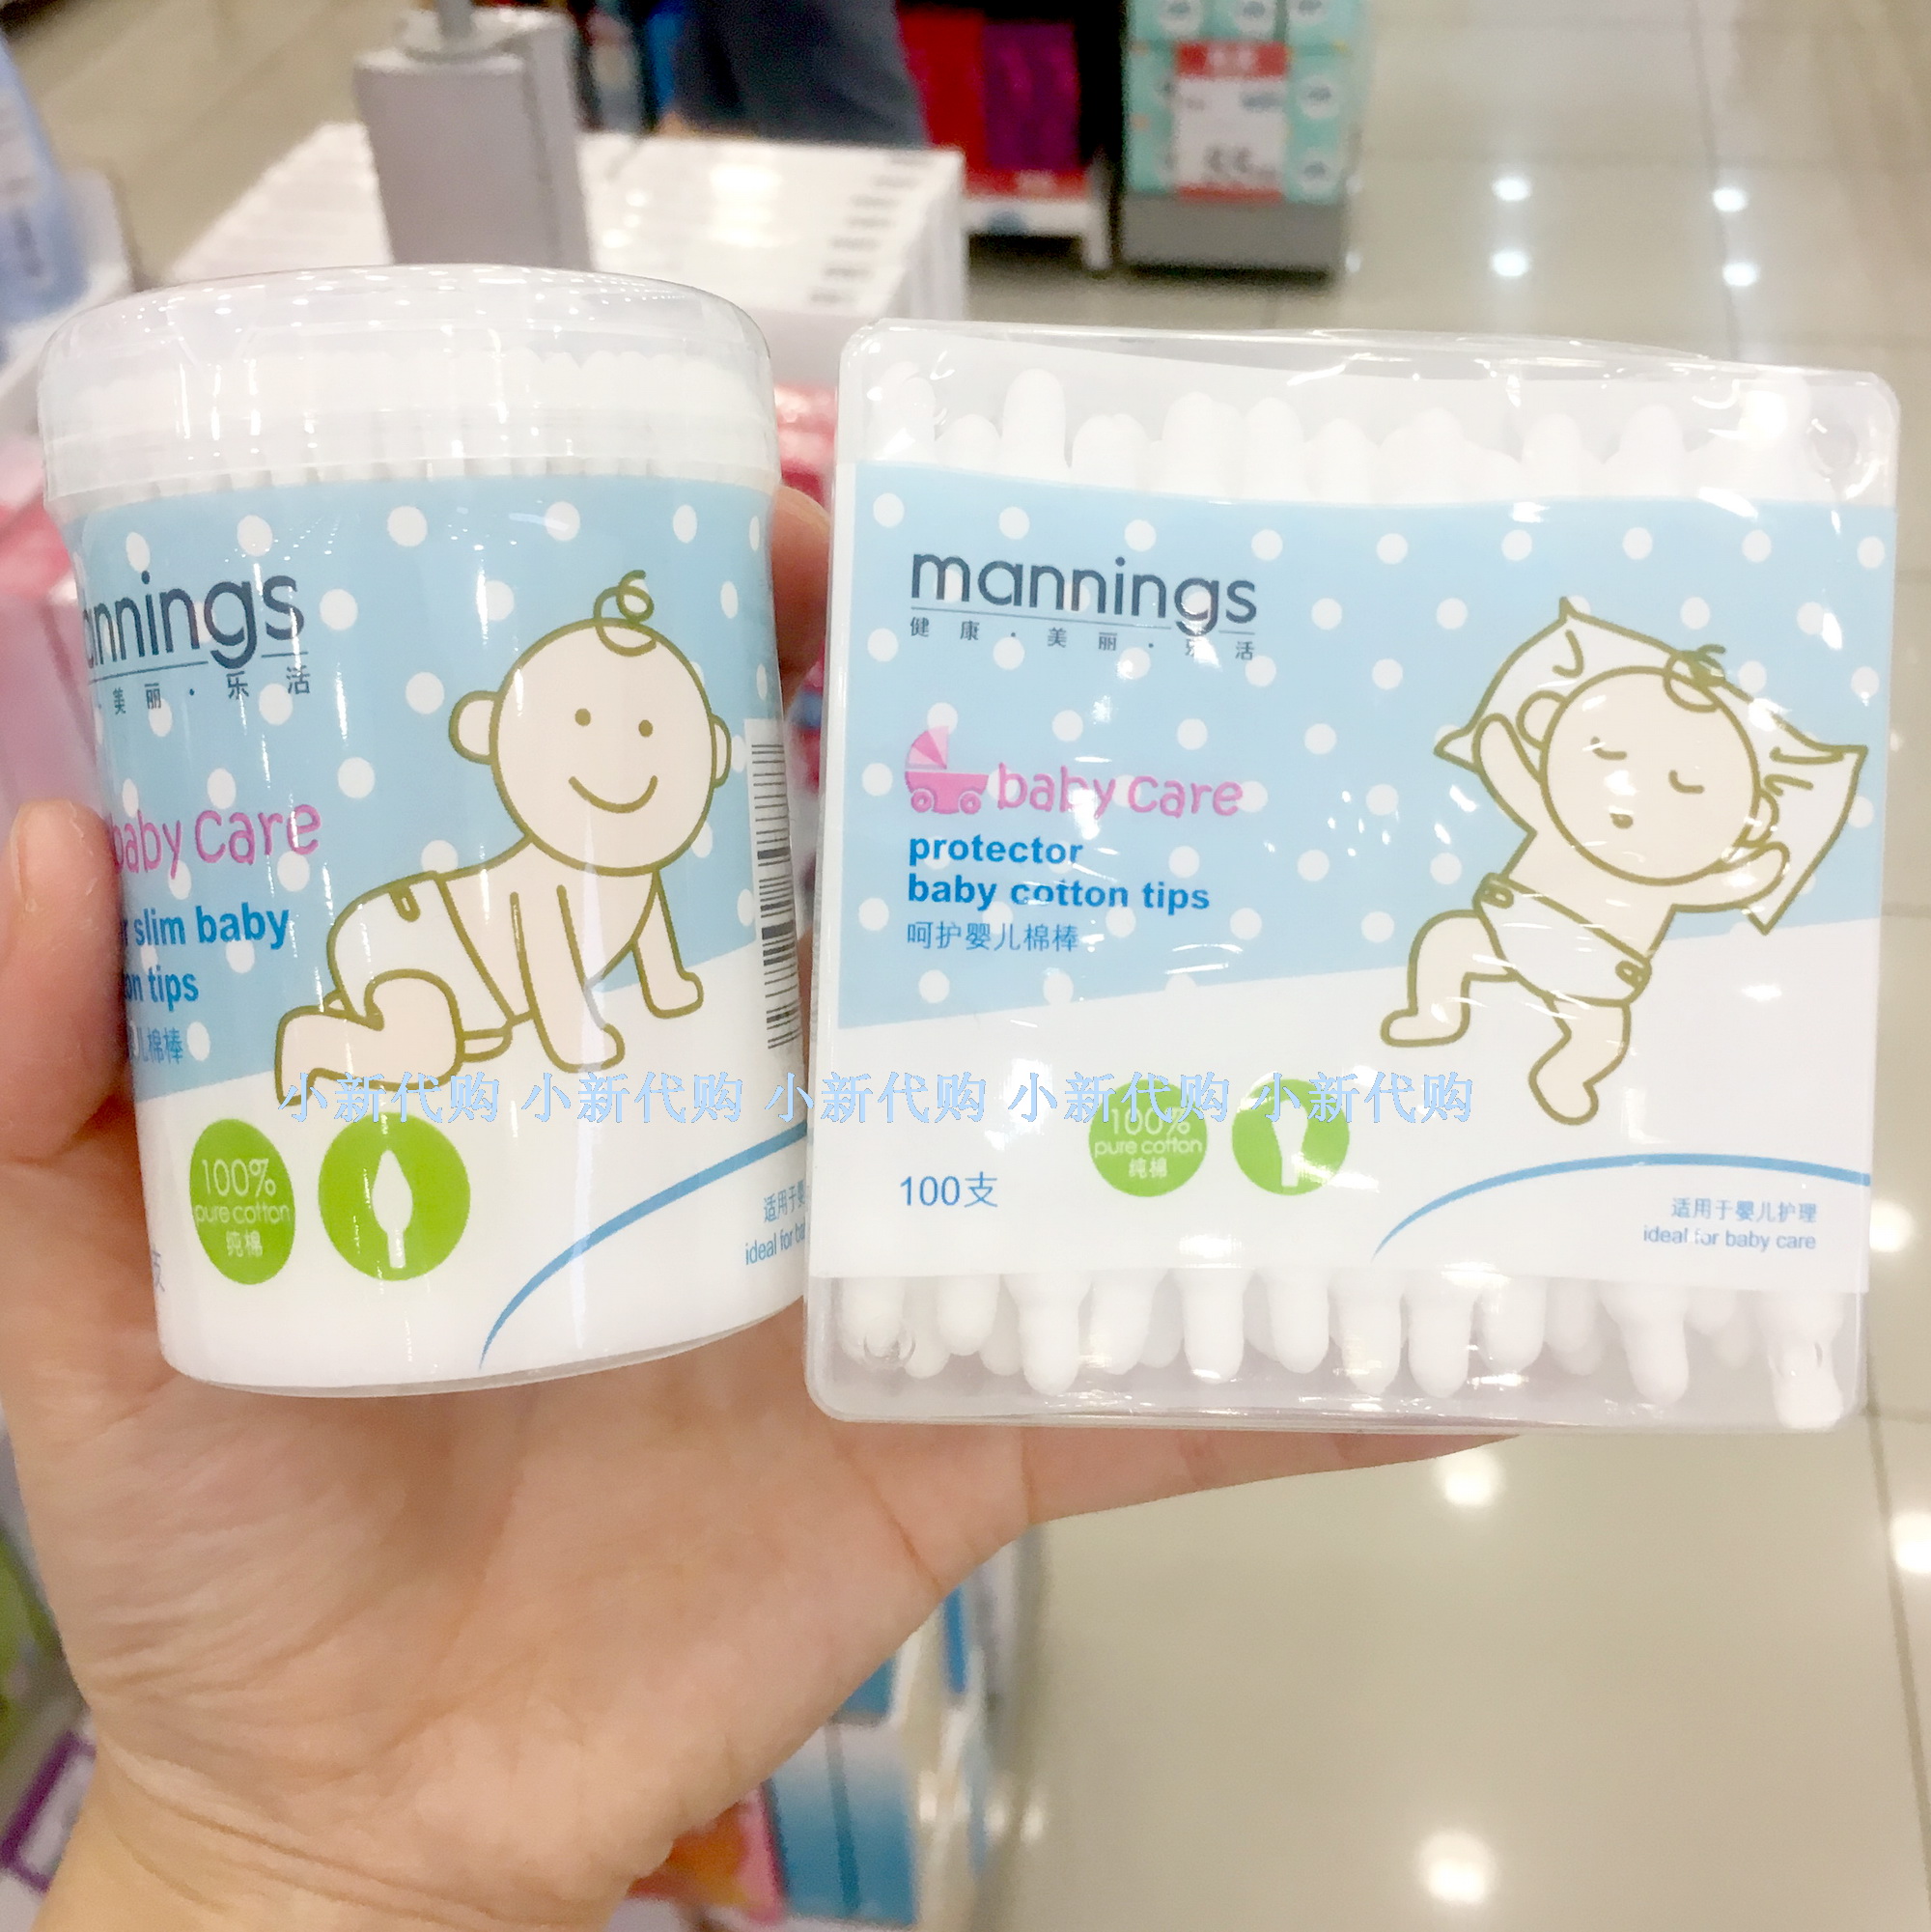 mannings
美 丽 · 乐 活
baby care
slim baby
tips
儿棉棒
100%
pure cotton
纯棉
支
适用于婴
ideal for
mannings
健 康 · 美 丽 · 乐 活
baby care
protector
baby cotton tips
呵护婴儿棉棒
100%
pure cotton
纯棉
100支
适用于婴儿护理
ideal for baby care
小新代购 小新代购 小新代购 小新代购 小新代购